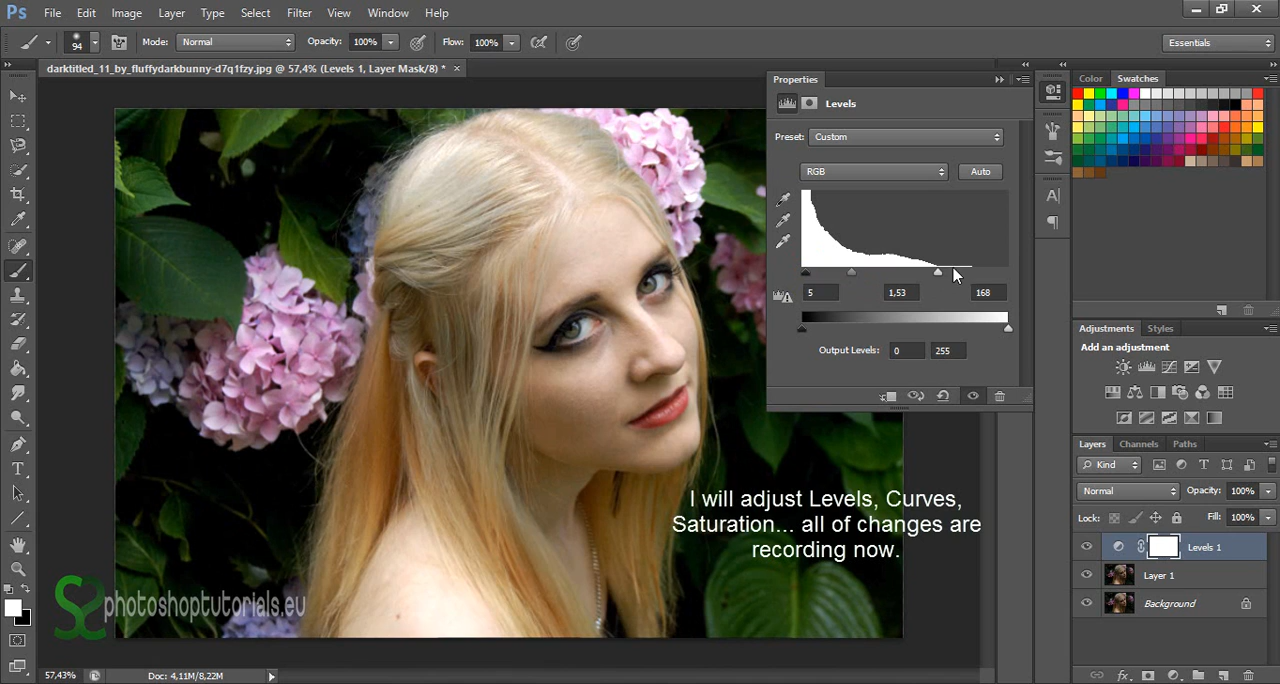 Ps File Edit Image Layer Type Select Filter View Window Help
94 Mode: Normal Opacity: 100% Flow: 100% Essentials
darktitled_11_by_fluffydarkbunny-d7q1fzy.jpg @ 57,4% (Levels 1, Layer Mask/8) * ×
Properties
Levels
Preset: Custom
RGB Auto
5 1,53 168
Output Levels: 0 255
Color Swatches
Adjustments Styles
Add an adjustment
Layers Channels Paths
Kind
Normal Opacity: 100%
Lock: Fill: 100%
Levels 1
Layer 1
Background
I will adjust Levels, Curves,
Saturation... all of changes are
recording now.
photoshoptutorials.eu
57,43% Doc: 4,11M/8,22M